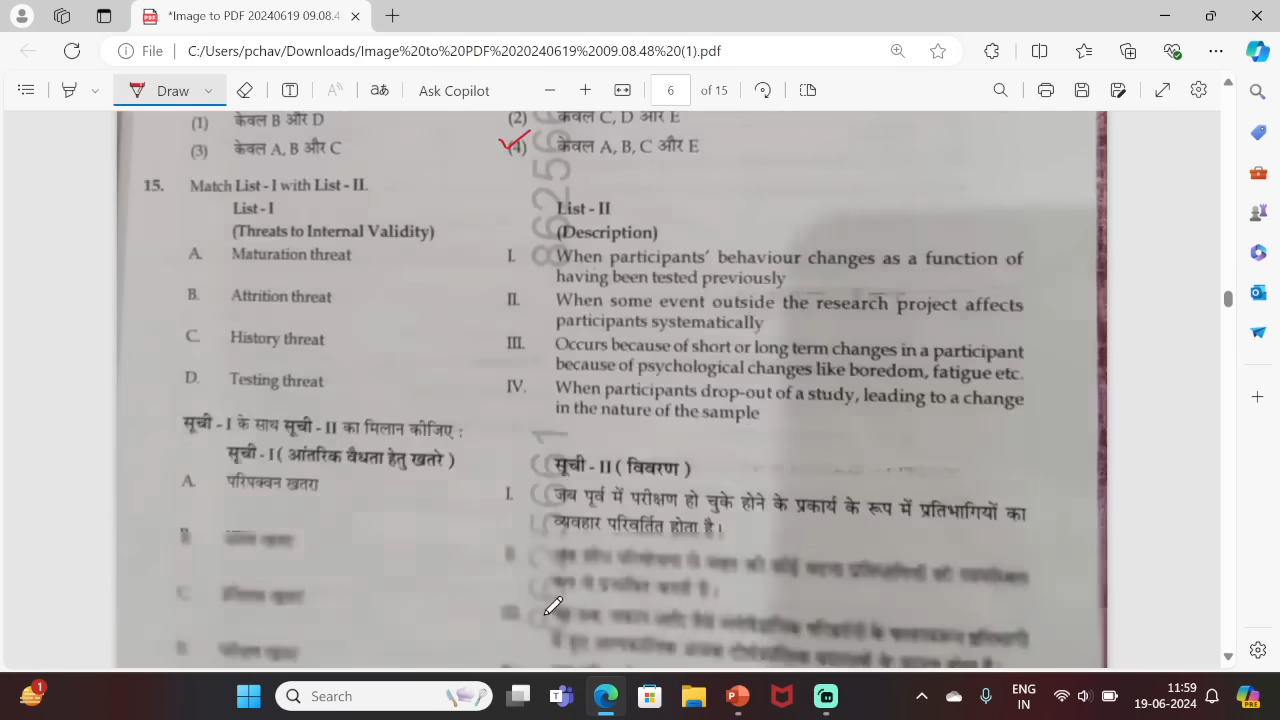 *Image to PDF 20240619 09.08.4
File C:/Users/pchav/Downloads/Image%20to%20PDF%2020240619%2009.08.48%20(1).pdf
Draw Ask Copilot 6 of 15
(1) केवल B और D (2) केवल C, D और E
(3) केवल A, B और C (4) केवल A, B, C और E
15. Match List - I with List - II.
List - I List - II
(Threats to Internal Validity) (Description)
A. Maturation threat I. When participants' behaviour changes as a function of
having been tested previously
B. Attrition threat II. When some event outside the research project affects
participants systematically
C. History threat III. Occurs because of short or long term changes in a participant
because of psychological changes like boredom, fatigue etc.
D. Testing threat IV. When participants drop-out of a study, leading to a change
in the nature of the sample
सूची - I के साथ सूची - II का मिलान कीजिए :
सूची - I ( आंतरिक वैधता हेतु खतरे ) सूची - II ( विवरण )
A. परिपक्वन खतरा I. जब पूर्व में परीक्षण हो चुके होने के प्रकार्य के रूप में प्रतिभागियों का
व्यवहार परिवर्तित होता है।
Search
ENG
IN
11:59
19-06-2024